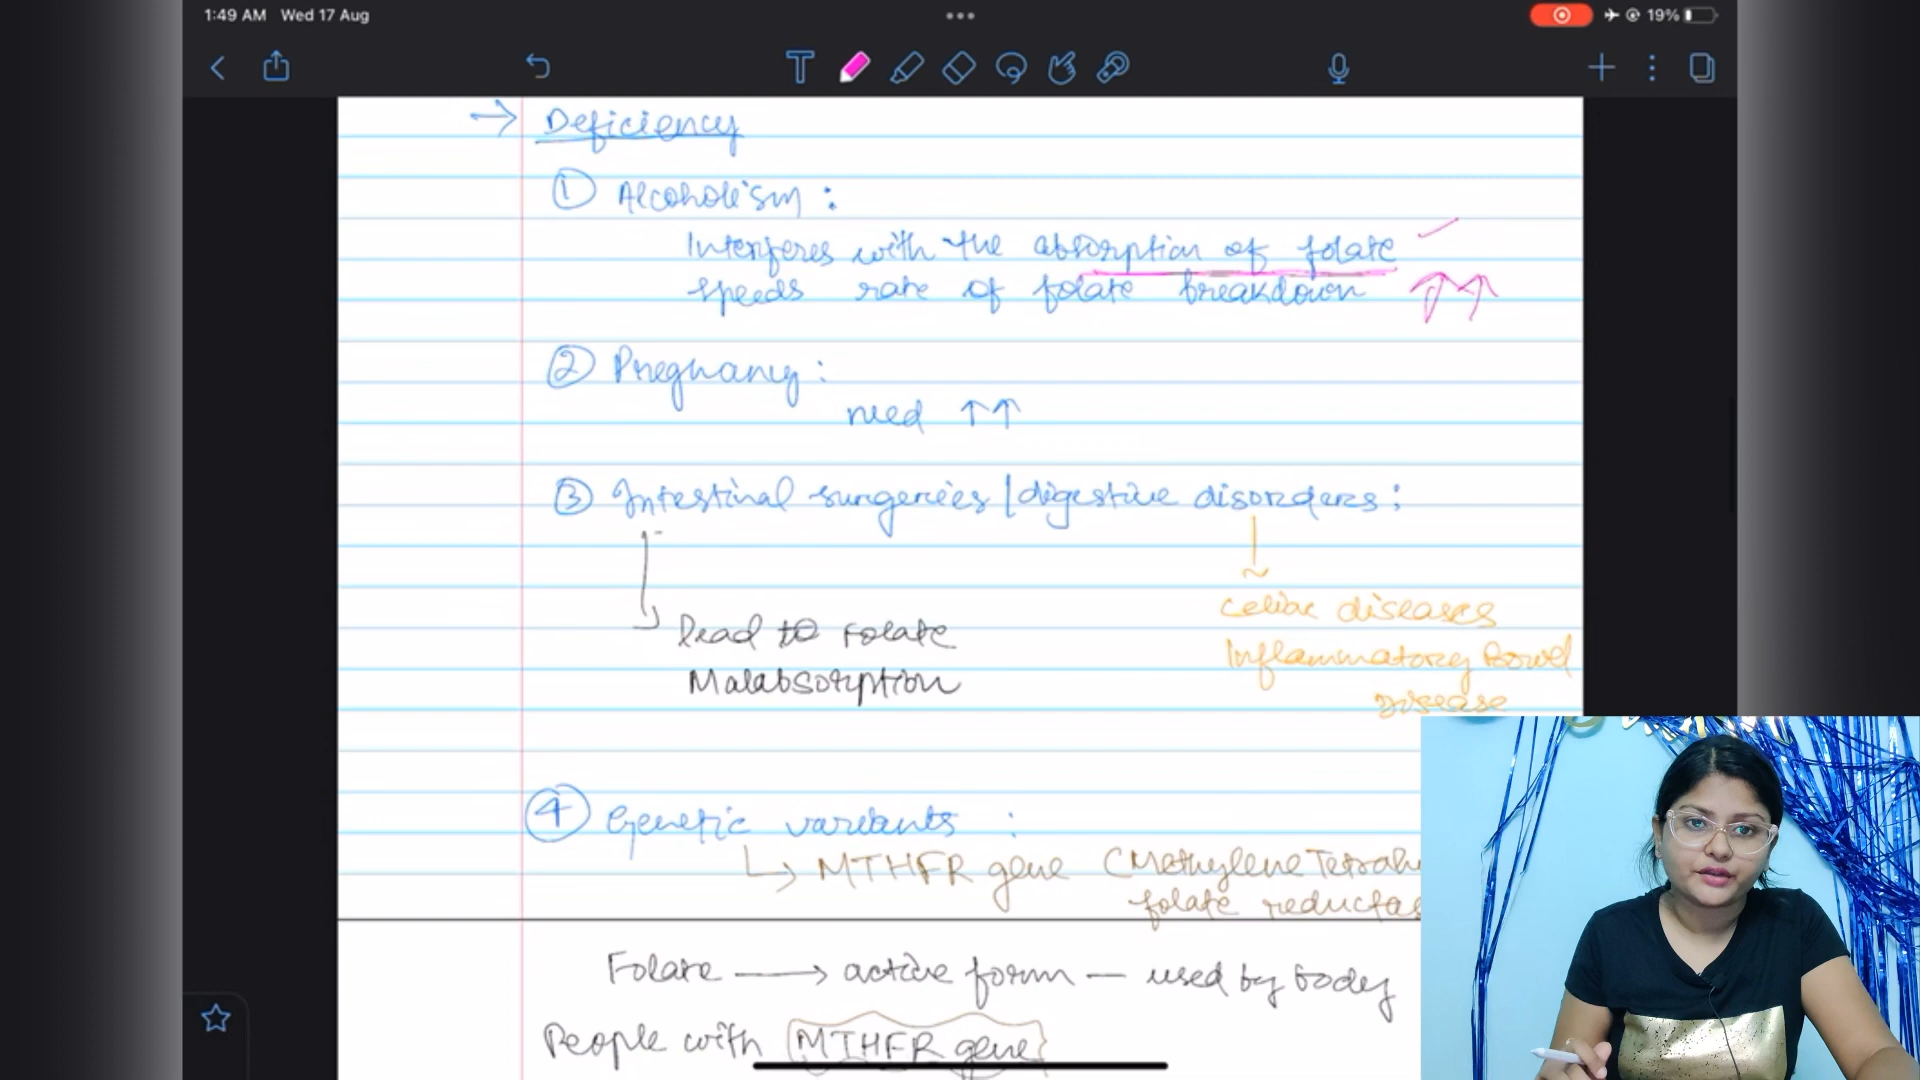 1:49 AM Wed 17 Aug
19%
→ Deficiency
① Alcoholism :
Interferes with the absorption of folate
speeds rate of folate breakdown ↑↑
② Pregnancy :
need ↑↑
③ Intestinal surgeries | digestive disorders :
lead to Folate
Malabsorption
celiac diseases
Inflammatory Bowel
Disease
④ Genetic variants :
↳ MTHFR gene (Methylene Tetrah
folate reductas
Folate → active form — used by body
People with MTHFR gene